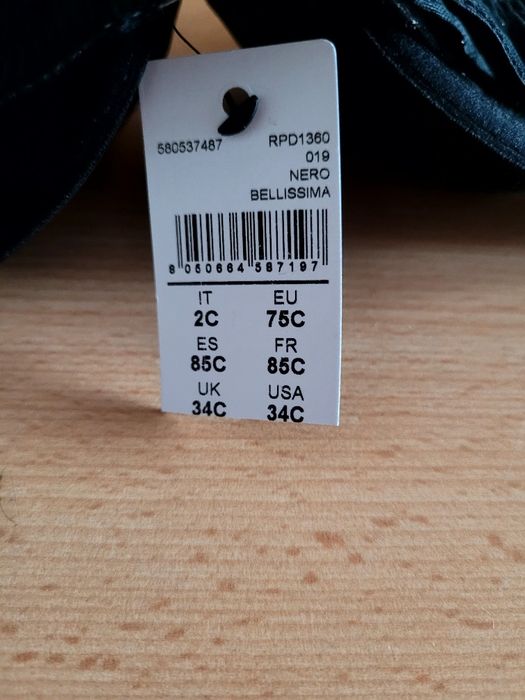 580537487 RPD1360
019
NERO
BELLISSIMA
8 050664 587197
IT EU
2C 75C
ES FR
85C 85C
UK USA
34C 34C